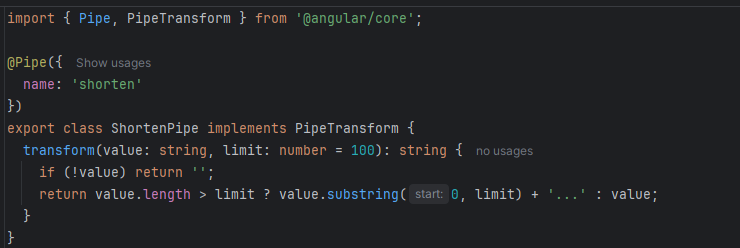 import { Pipe, PipeTransform } from '@angular/core';
@Pipe({ Show usages
name: 'shorten'
})
export class ShortenPipe implements PipeTransform {
transform(value: string, limit: number = 100): string { no usages
if (!value) return '';
return value.length > limit ? value.substring( start: 0, limit) + '...' : value;
}
}